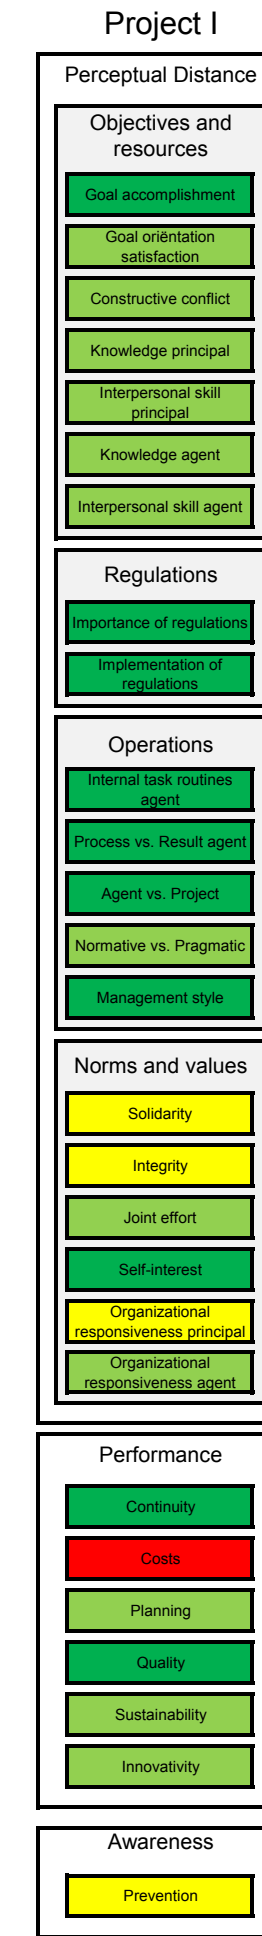 Project I
Perceptual Distance
Objectives and
resources
Goal accomplishment
Goal oriëntation
satisfaction
Constructive conflict
Knowledge principal
Interpersonal skill
principal
Knowledge agent
Interpersonal skill agent
Regulations
Importance of regulations
Implementation of
regulations
Operations
Internal task routines
agent
Process vs. Result agent
Agent vs. Project
Normative vs. Pragmatic
Management style
Norms and values
Solidarity
Integrity
Joint effort
Self-interest
Organizational
responsiveness principal
Organizational
responsiveness agent
Performance
Continuity
Costs
Planning
Quality
Sustainability
Innovativity
Awareness
Prevention